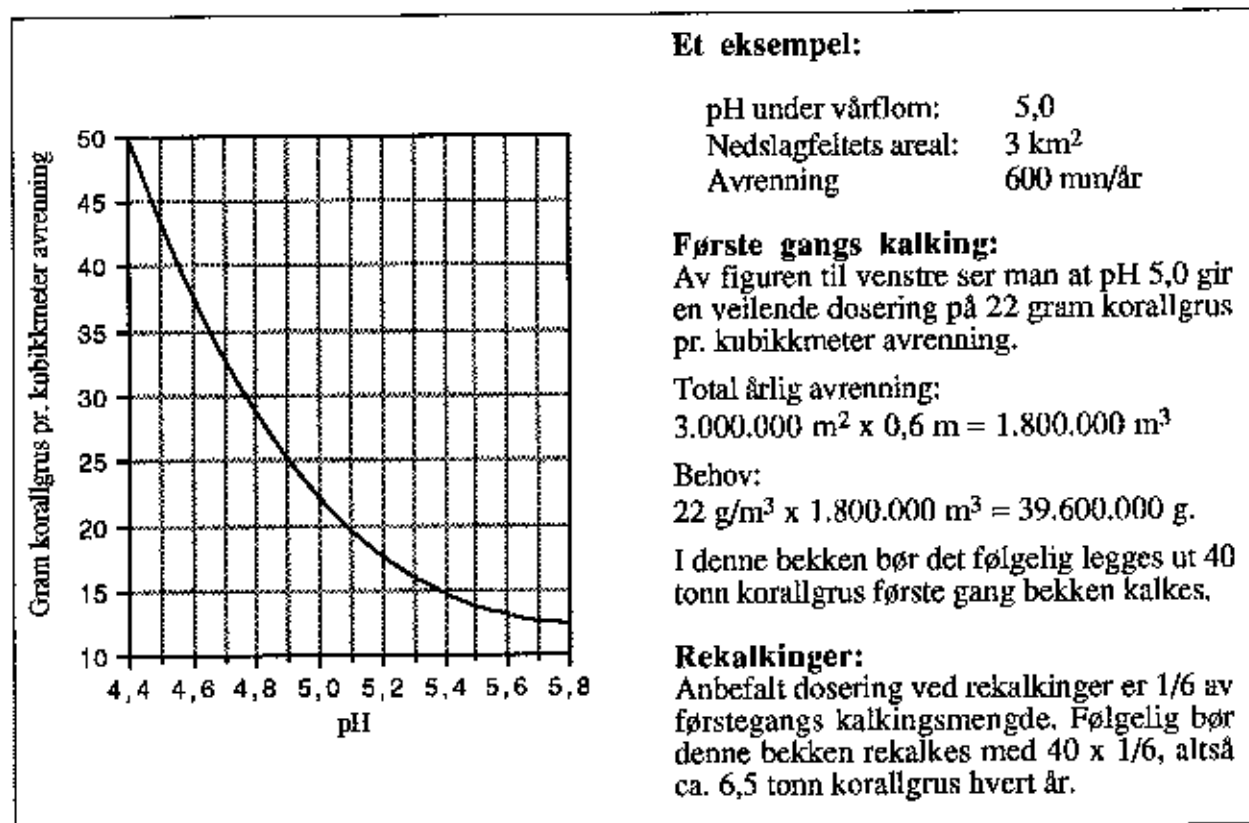 Gram korallgrus pr. kubikkmeter avrenning
50
45
40
35
30
25
20
15
10
4,4 4,6 4,8 5,0 5,2 5,4 5,6 5,8
pH
Et eksempel:
pH under vårflom: 5,0
Nedslagfeltets areal: 3 km²
Avrenning 600 mm/år
Første gangs kalking:
Av figuren til venstre ser man at pH 5,0 gir
en veilende dosering på 22 gram korallgrus
pr. kubikkmeter avrenning.
Total årlig avrenning:
3.000.000 m² x 0,6 m = 1.800.000 m³
Behov:
22 g/m³ x 1.800.000 m³ = 39.600.000 g.
I denne bekken bør det følgelig legges ut 40
tonn korallgrus første gang bekken kalkes.
Rekalkinger:
Anbefalt dosering ved rekalkinger er 1/6 av
førstegangs kalkingsmengde. Følgelig bør
denne bekken rekalkes med 40 x 1/6, altså
ca. 6,5 tonn korallgrus hvert år.